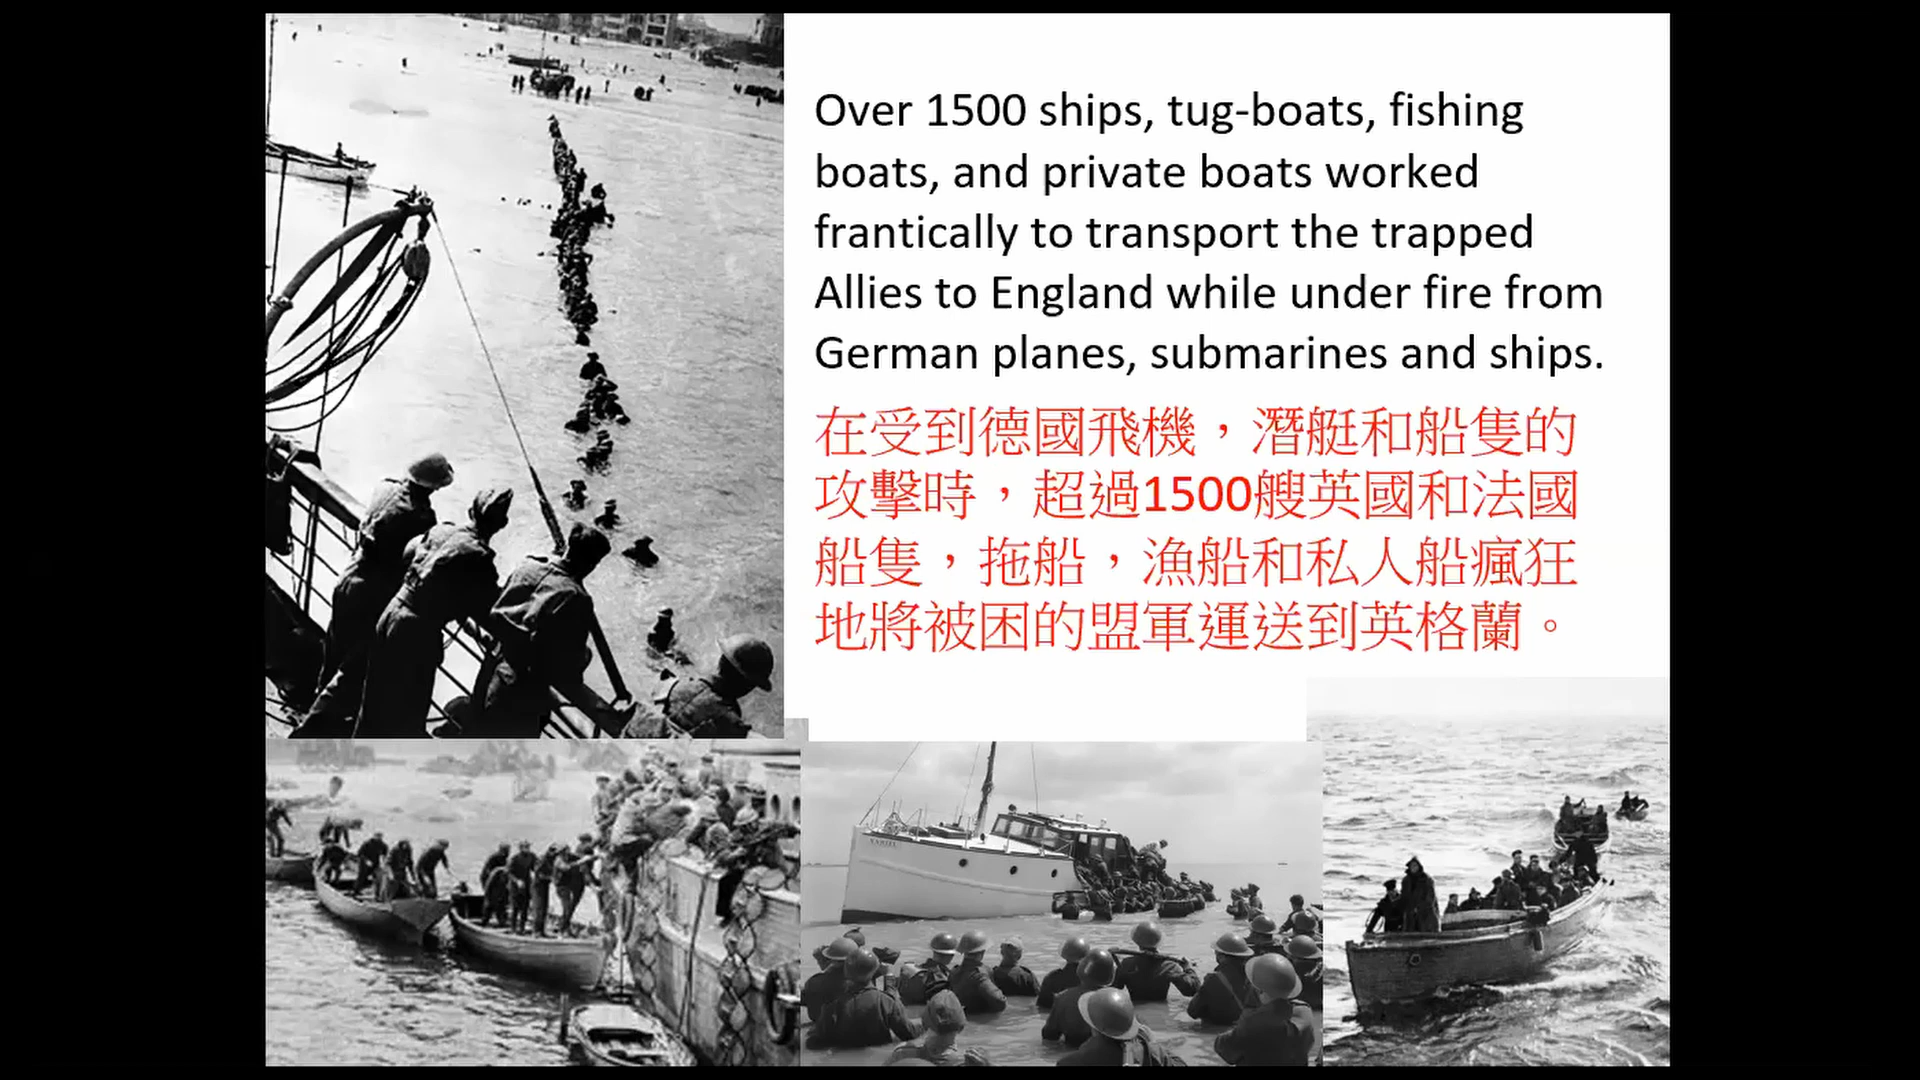 Over 1500 ships, tug-boats, fishing
boats, and private boats worked
frantically to transport the trapped
Allies to England while under fire from
German planes, submarines and ships.
在受到德國飛機，潛艇和船隻的
攻擊時，超過1500艘英國和法國
船隻，拖船，漁船和私人船瘋狂
地將被困的盟軍運送到英格蘭。